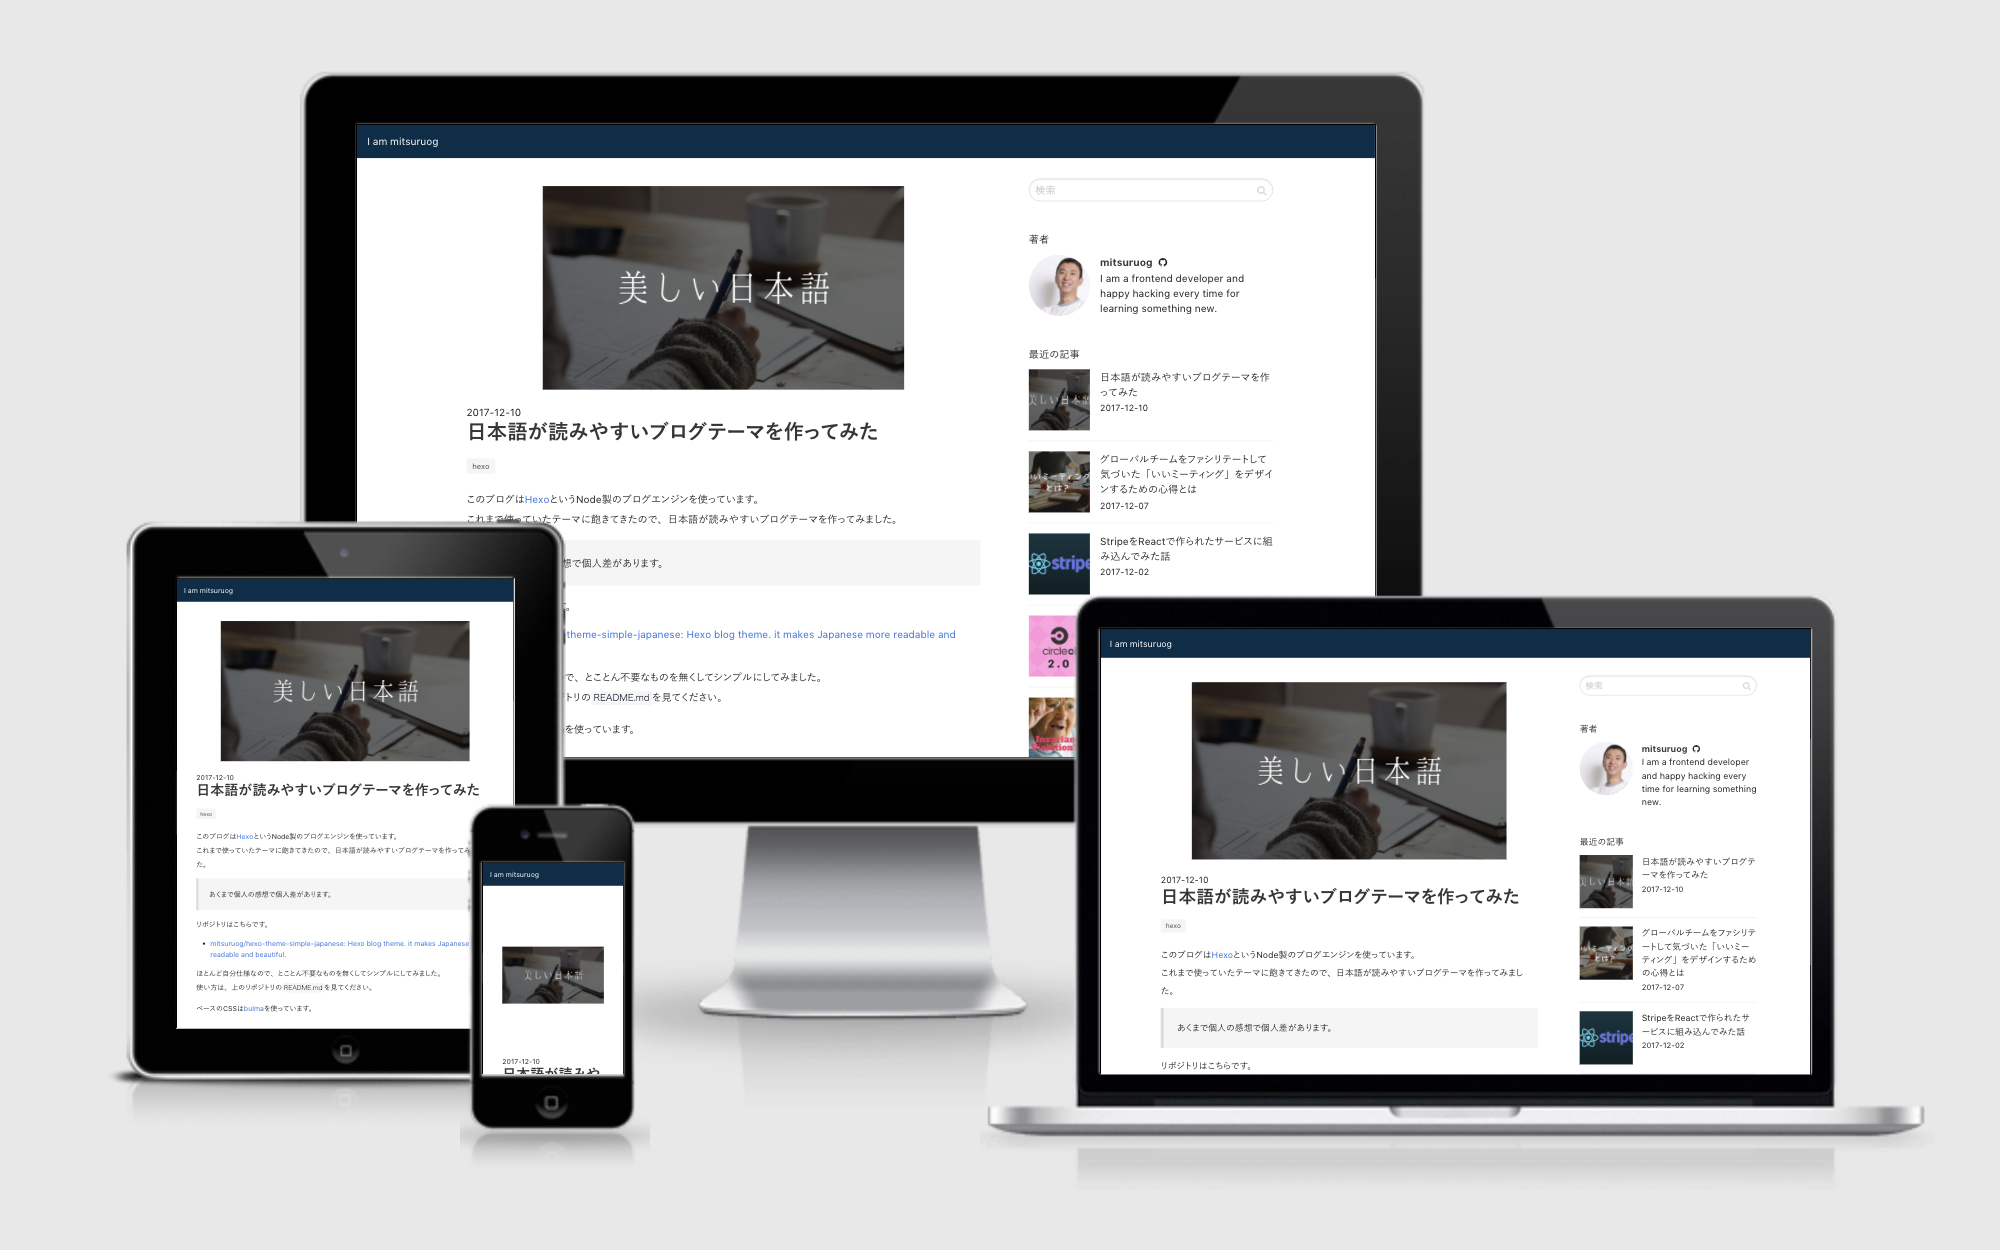 I am mitsuruog
美しい日本語
2017-12-10
日本語が読みやすいブログテーマを作ってみた
hexo
このブログはHexoというNode製のブログエンジンを使っています。
これまで使っていたテーマに飽きてきたので、日本語が読みやすいブログテーマを作ってみました。
想で個人差があります。
theme-simple-japanese: Hexo blog theme. it makes Japanese more readable and
で、とことん不要なものを無くしてシンプルにしてみました。
トリの README.md を見てください。
を使っています。
検索
著者
mitsuruog
I am a frontend developer and
happy hacking every time for
learning something new.
最近の記事
美しい日本語
日本語が読みやすいブログテーマを作
ってみた
2017-12-10
いいミーティング
とは?
グローバルチームをファシリテートして
気づいた「いいミーティング」をデザイ
ンするための心得とは
2017-12-07
stripe
StripeをReactで作られたサービスに組
み込んでみた話
2017-12-02
circleci
2.0
I am mitsuruog
美しい日本語
2017-12-10
日本語が読みやすいブログテーマを作ってみた
hexo
このブログはHexoというNode製のブログエンジンを使っています。
これまで使っていたテーマに飽きてきたので、日本語が読みやすいブログテーマを作ってみ
た。
あくまで個人の感想で個人差があります。
リポジトリはこちらです。
• mitsuruog/hexo-theme-simple-japanese: Hexo blog theme. it makes Japanese
readable and beautiful.
ほとんど自分仕様なので、とことん不要なものを無くしてシンプルにしてみました。
使い方は、上のリポジトリの README.md を見てください。
ベースのCSSはbulmaを使っています。
I am mitsuruog
美しい日本語
2017-12-10
日本語が読みや
I am mitsuruog
美しい日本語
2017-12-10
日本語が読みやすいブログテーマを作ってみた
hexo
このブログはHexoというNode製のブログエンジンを使っています。
これまで使っていたテーマに飽きてきたので、日本語が読みやすいブログテーマを作ってみまし
た。
あくまで個人の感想で個人差があります。
リポジトリはこちらです。
検索
著者
mitsuruog
I am a frontend developer
and happy hacking every
time for learning something
new.
最近の記事
美しい日本語
日本語が読みやすいブログテ
ーマを作ってみた
2017-12-10
いいミーティング
とは?
グローバルチームをファシリテ
ートして気づいた「いいミー
ティング」をデザインするため
の心得とは
2017-12-07
stripe
StripeをReactで作られたサ
ービスに組み込んでみた話
2017-12-02